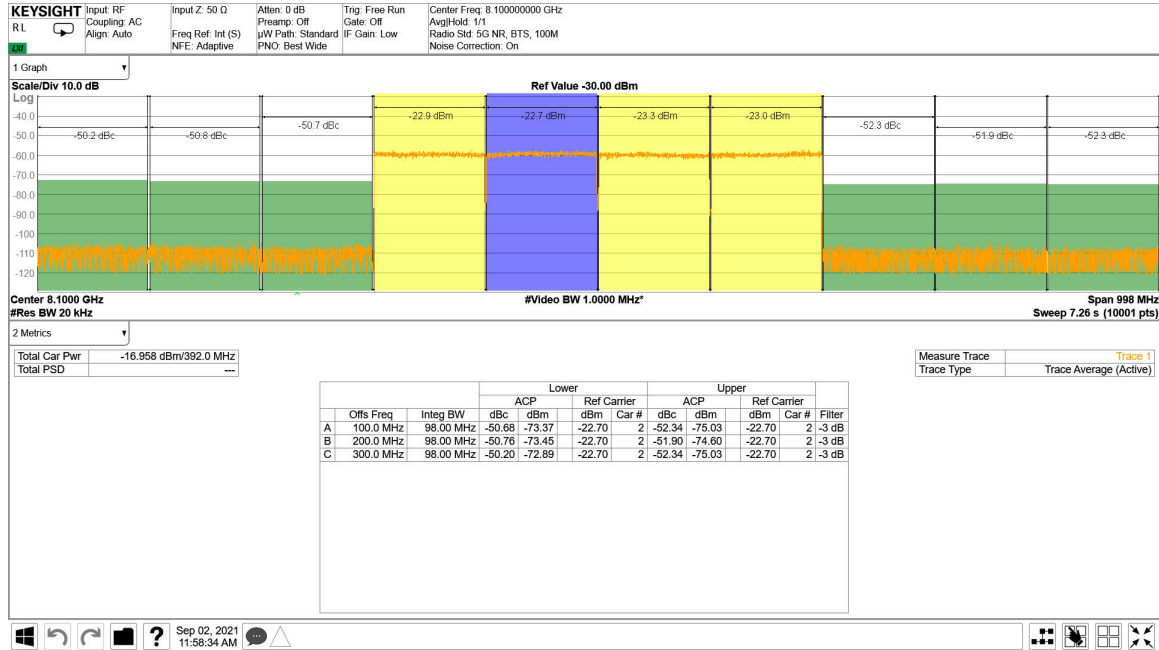 KEYSIGHT Input: RF Input Z: 50 Ω Atten: 0 dB Trig: Free Run Center Freq: 8.100000000 GHz
R L Coupling: AC Preamp: Off Gate: Off Avg|Hold: 1/1
Align: Auto Freq Ref: Int (S) µW Path: Standard IF Gain: Low Radio Std: 5G NR, BTS, 100M
LXI NFE: Adaptive PNO: Best Wide Noise Correction: On
1 Graph
Scale/Div 10.0 dB Ref Value -30.00 dBm
Log
-40.0 -22.9 dBm -22.7 dBm -23.3 dBm -23.0 dBm
-50.7 dBc -52.3 dBc
-50.0 -50.2 dBc -50.8 dBc -51.9 dBc -52.3 dBc
-60.0
-70.0
-80.0
-90.0
-100
-110
-120
Center 8.1000 GHz #Video BW 1.0000 MHz* Span 998 MHz
#Res BW 20 kHz Sweep 7.26 s (10001 pts)
2 Metrics
Total Car Pwr -16.958 dBm/392.0 MHz Measure Trace Trace 1
Total PSD --- Trace Type Trace Average (Active)
Lower Upper
ACP Ref Carrier ACP Ref Carrier
Offs Freq Integ BW dBc dBm dBm Car # dBc dBm dBm Car # Filter
A 100.0 MHz 98.00 MHz -50.68 -73.37 -22.70 2 -52.34 -75.03 -22.70 2 -3 dB
B 200.0 MHz 98.00 MHz -50.76 -73.45 -22.70 2 -51.90 -74.60 -22.70 2 -3 dB
C 300.0 MHz 98.00 MHz -50.20 -72.89 -22.70 2 -52.34 -75.03 -22.70 2 -3 dB
? Sep 02, 2021
11:58:34 AM